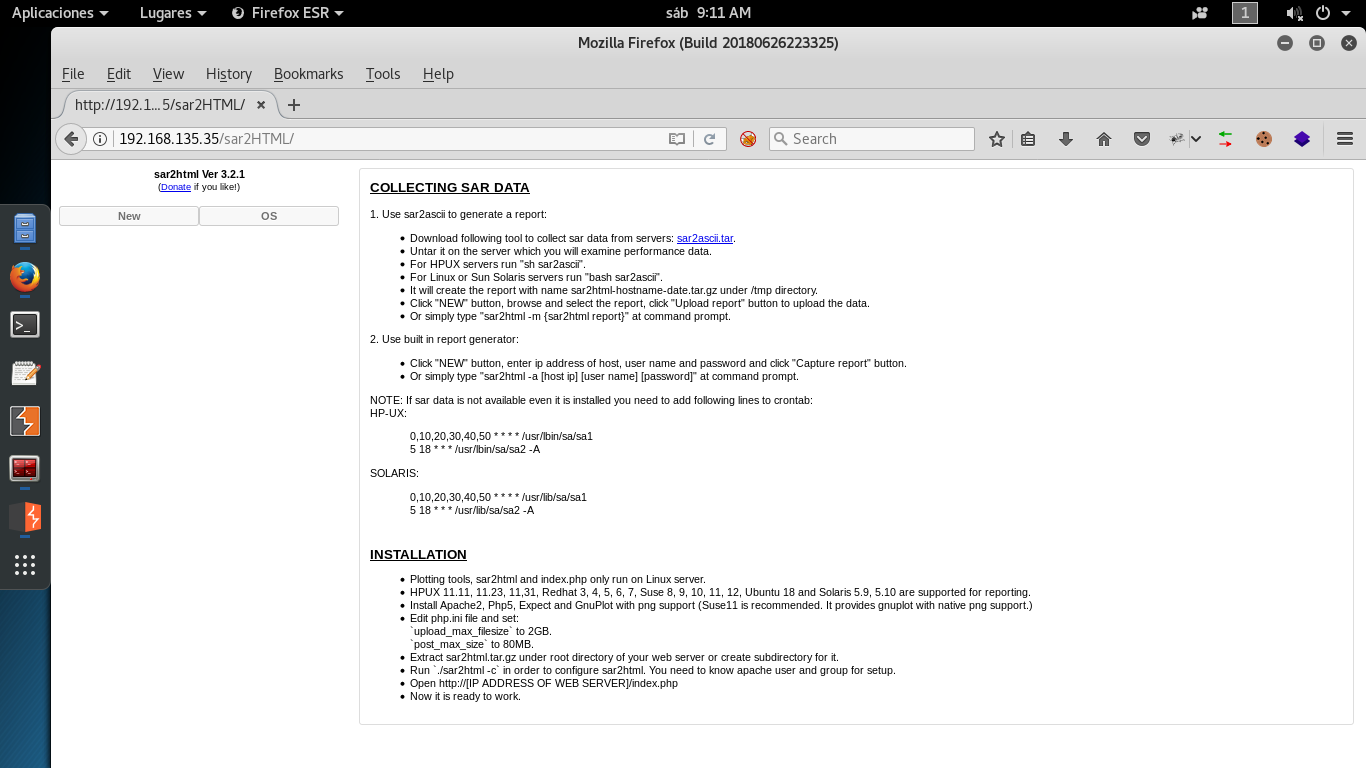 Aplicaciones Lugares Firefox ESR sáb 9:11 AM 1
Mozilla Firefox (Build 20180626223325)
File Edit View History Bookmarks Tools Help
http://192.1...5/sar2HTML/
192.168.135.35/sar2HTML/ Search
sar2html Ver 3.2.1
(Donate if you like!)
New OS
COLLECTING SAR DATA
1. Use sar2ascii to generate a report:
• Download following tool to collect sar data from servers: sar2ascii.tar.
• Untar it on the server which you will examine performance data.
• For HPUX servers run "sh sar2ascii".
• For Linux or Sun Solaris servers run "bash sar2ascii".
• It will create the report with name sar2html-hostname-date.tar.gz under /tmp directory.
• Click "NEW" button, browse and select the report, click "Upload report" button to upload the data.
• Or simply type "sar2html -m {sar2html report}" at command prompt.
2. Use built in report generator:
• Click "NEW" button, enter ip address of host, user name and password and click "Capture report" button.
• Or simply type "sar2html -a [host ip] [user name] [password]" at command prompt.
NOTE: If sar data is not available even it is installed you need to add following lines to crontab:
HP-UX:
0,10,20,30,40,50 * * * * /usr/lbin/sa/sa1
5 18 * * * /usr/lbin/sa/sa2 -A
SOLARIS:
0,10,20,30,40,50 * * * * /usr/lib/sa/sa1
5 18 * * * /usr/lib/sa/sa2 -A
INSTALLATION
• Plotting tools, sar2html and index.php only run on Linux server.
• HPUX 11.11, 11.23, 11,31, Redhat 3, 4, 5, 6, 7, Suse 8, 9, 10, 11, 12, Ubuntu 18 and Solaris 5.9, 5.10 are supported for reporting.
• Install Apache2, Php5, Expect and GnuPlot with png support (Suse11 is recommended. It provides gnuplot with native png support.)
• Edit php.ini file and set:
`upload_max_filesize` to 2GB.
`post_max_size` to 80MB.
• Extract sar2html.tar.gz under root directory of your web server or create subdirectory for it.
• Run `./sar2html -c` in order to configure sar2html. You need to know apache user and group for setup.
• Open http://[IP ADDRESS OF WEB SERVER]/index.php
• Now it is ready to work.